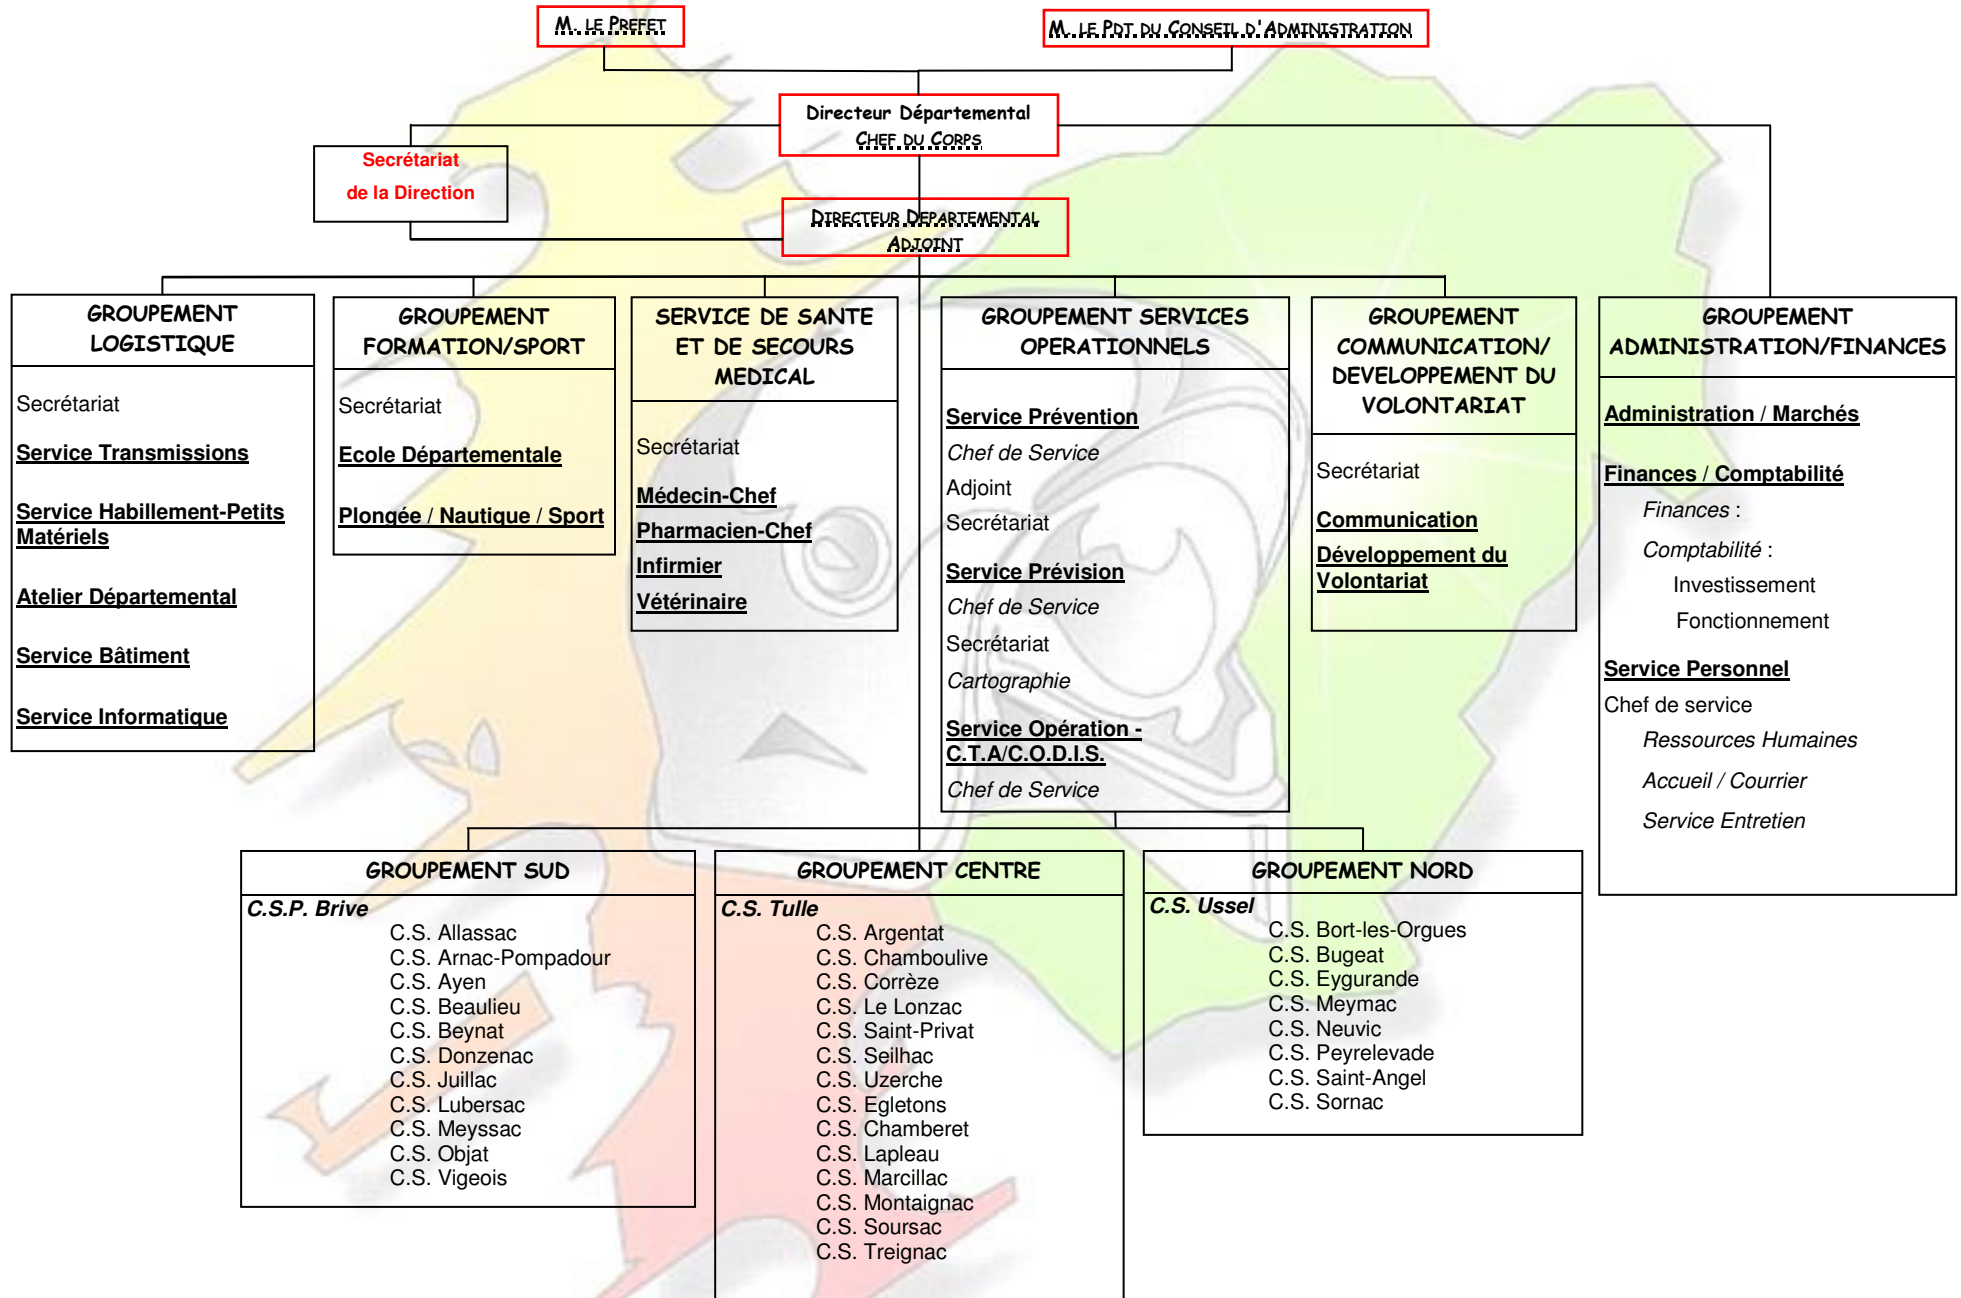 M. LE PREFET
M. LE PDT DU CONSEIL D'ADMINISTRATION
Directeur Départemental
CHEF DU CORPS
Secrétariat
de la Direction
DIRECTEUR DEPARTEMENTAL
ADJOINT
GROUPEMENT
LOGISTIQUE
Secrétariat
Service Transmissions
Service Habillement-Petits
Matériels
Atelier Départemental
Service Bâtiment
Service Informatique
GROUPEMENT
FORMATION/SPORT
Secrétariat
Ecole Départementale
Plongée / Nautique / Sport
SERVICE DE SANTE
ET DE SECOURS
MEDICAL
Secrétariat
Médecin-Chef
Pharmacien-Chef
Infirmier
Vétérinaire
GROUPEMENT SERVICES
OPERATIONNELS
Service Prévention
Chef de Service
Adjoint
Secrétariat
Service Prévision
Chef de Service
Secrétariat
Cartographie
Service Opération -
C.T.A/C.O.D.I.S.
Chef de Service
GROUPEMENT
COMMUNICATION/
DEVELOPPEMENT DU
VOLONTARIAT
Secrétariat
Communication
Développement du
Volontariat
GROUPEMENT
ADMINISTRATION/FINANCES
Administration / Marchés
Finances / Comptabilité
Finances :
Comptabilité :
Investissement
Fonctionnement
Service Personnel
Chef de service
Ressources Humaines
Accueil / Courrier
Service Entretien
GROUPEMENT SUD
C.S.P. Brive
C.S. Allassac
C.S. Arnac-Pompadour
C.S. Ayen
C.S. Beaulieu
C.S. Beynat
C.S. Donzenac
C.S. Juillac
C.S. Lubersac
C.S. Meyssac
C.S. Objat
C.S. Vigeois
GROUPEMENT CENTRE
C.S. Tulle
C.S. Argentat
C.S. Chamboulive
C.S. Corrèze
C.S. Le Lonzac
C.S. Saint-Privat
C.S. Seilhac
C.S. Uzerche
C.S. Egletons
C.S. Chamberet
C.S. Lapleau
C.S. Marcillac
C.S. Montaignac
C.S. Soursac
C.S. Treignac
GROUPEMENT NORD
C.S. Ussel
C.S. Bort-les-Orgues
C.S. Bugeat
C.S. Eygurande
C.S. Meymac
C.S. Neuvic
C.S. Peyrelevade
C.S. Saint-Angel
C.S. Sornac